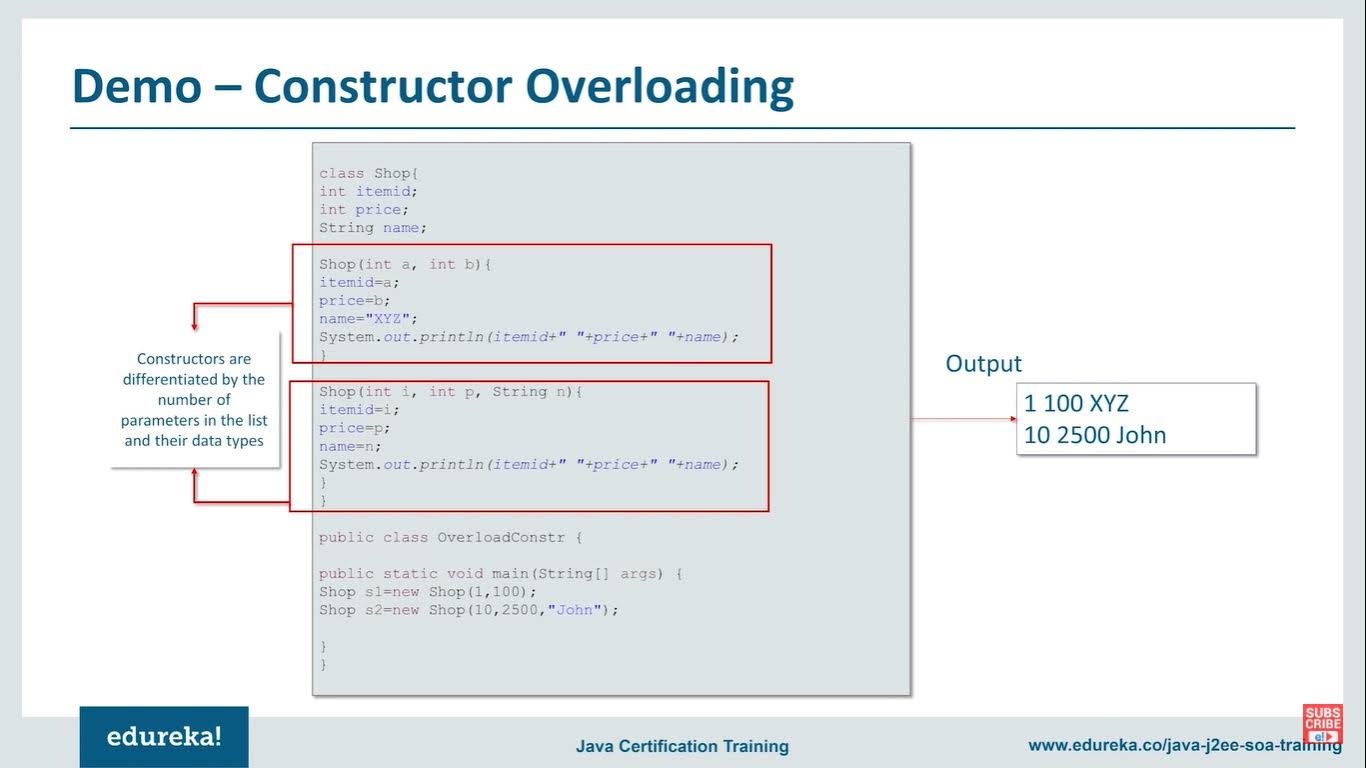 Demo – Constructor Overloading
class Shop{
int itemid;
int price;
String name;
Shop(int a, int b){
itemid=a;
price=b;
name="XYZ";
System.out.println(itemid+" "+price+" "+name);
}
Shop(int i, int p, String n){
itemid=i;
price=p;
name=n;
System.out.println(itemid+" "+price+" "+name);
}
}
public class OverloadConstr {
public static void main(String[] args) {
Shop s1=new Shop(1,100);
Shop s2=new Shop(10,2500,"John");
}
}
Constructors are
differentiated by the
number of
parameters in the list
and their data types
Output
1 100 XYZ
10 2500 John
edureka!
Java Certification Training
www.edureka.co/java-j2ee-soa-training
SUBS
CRIBE
e!